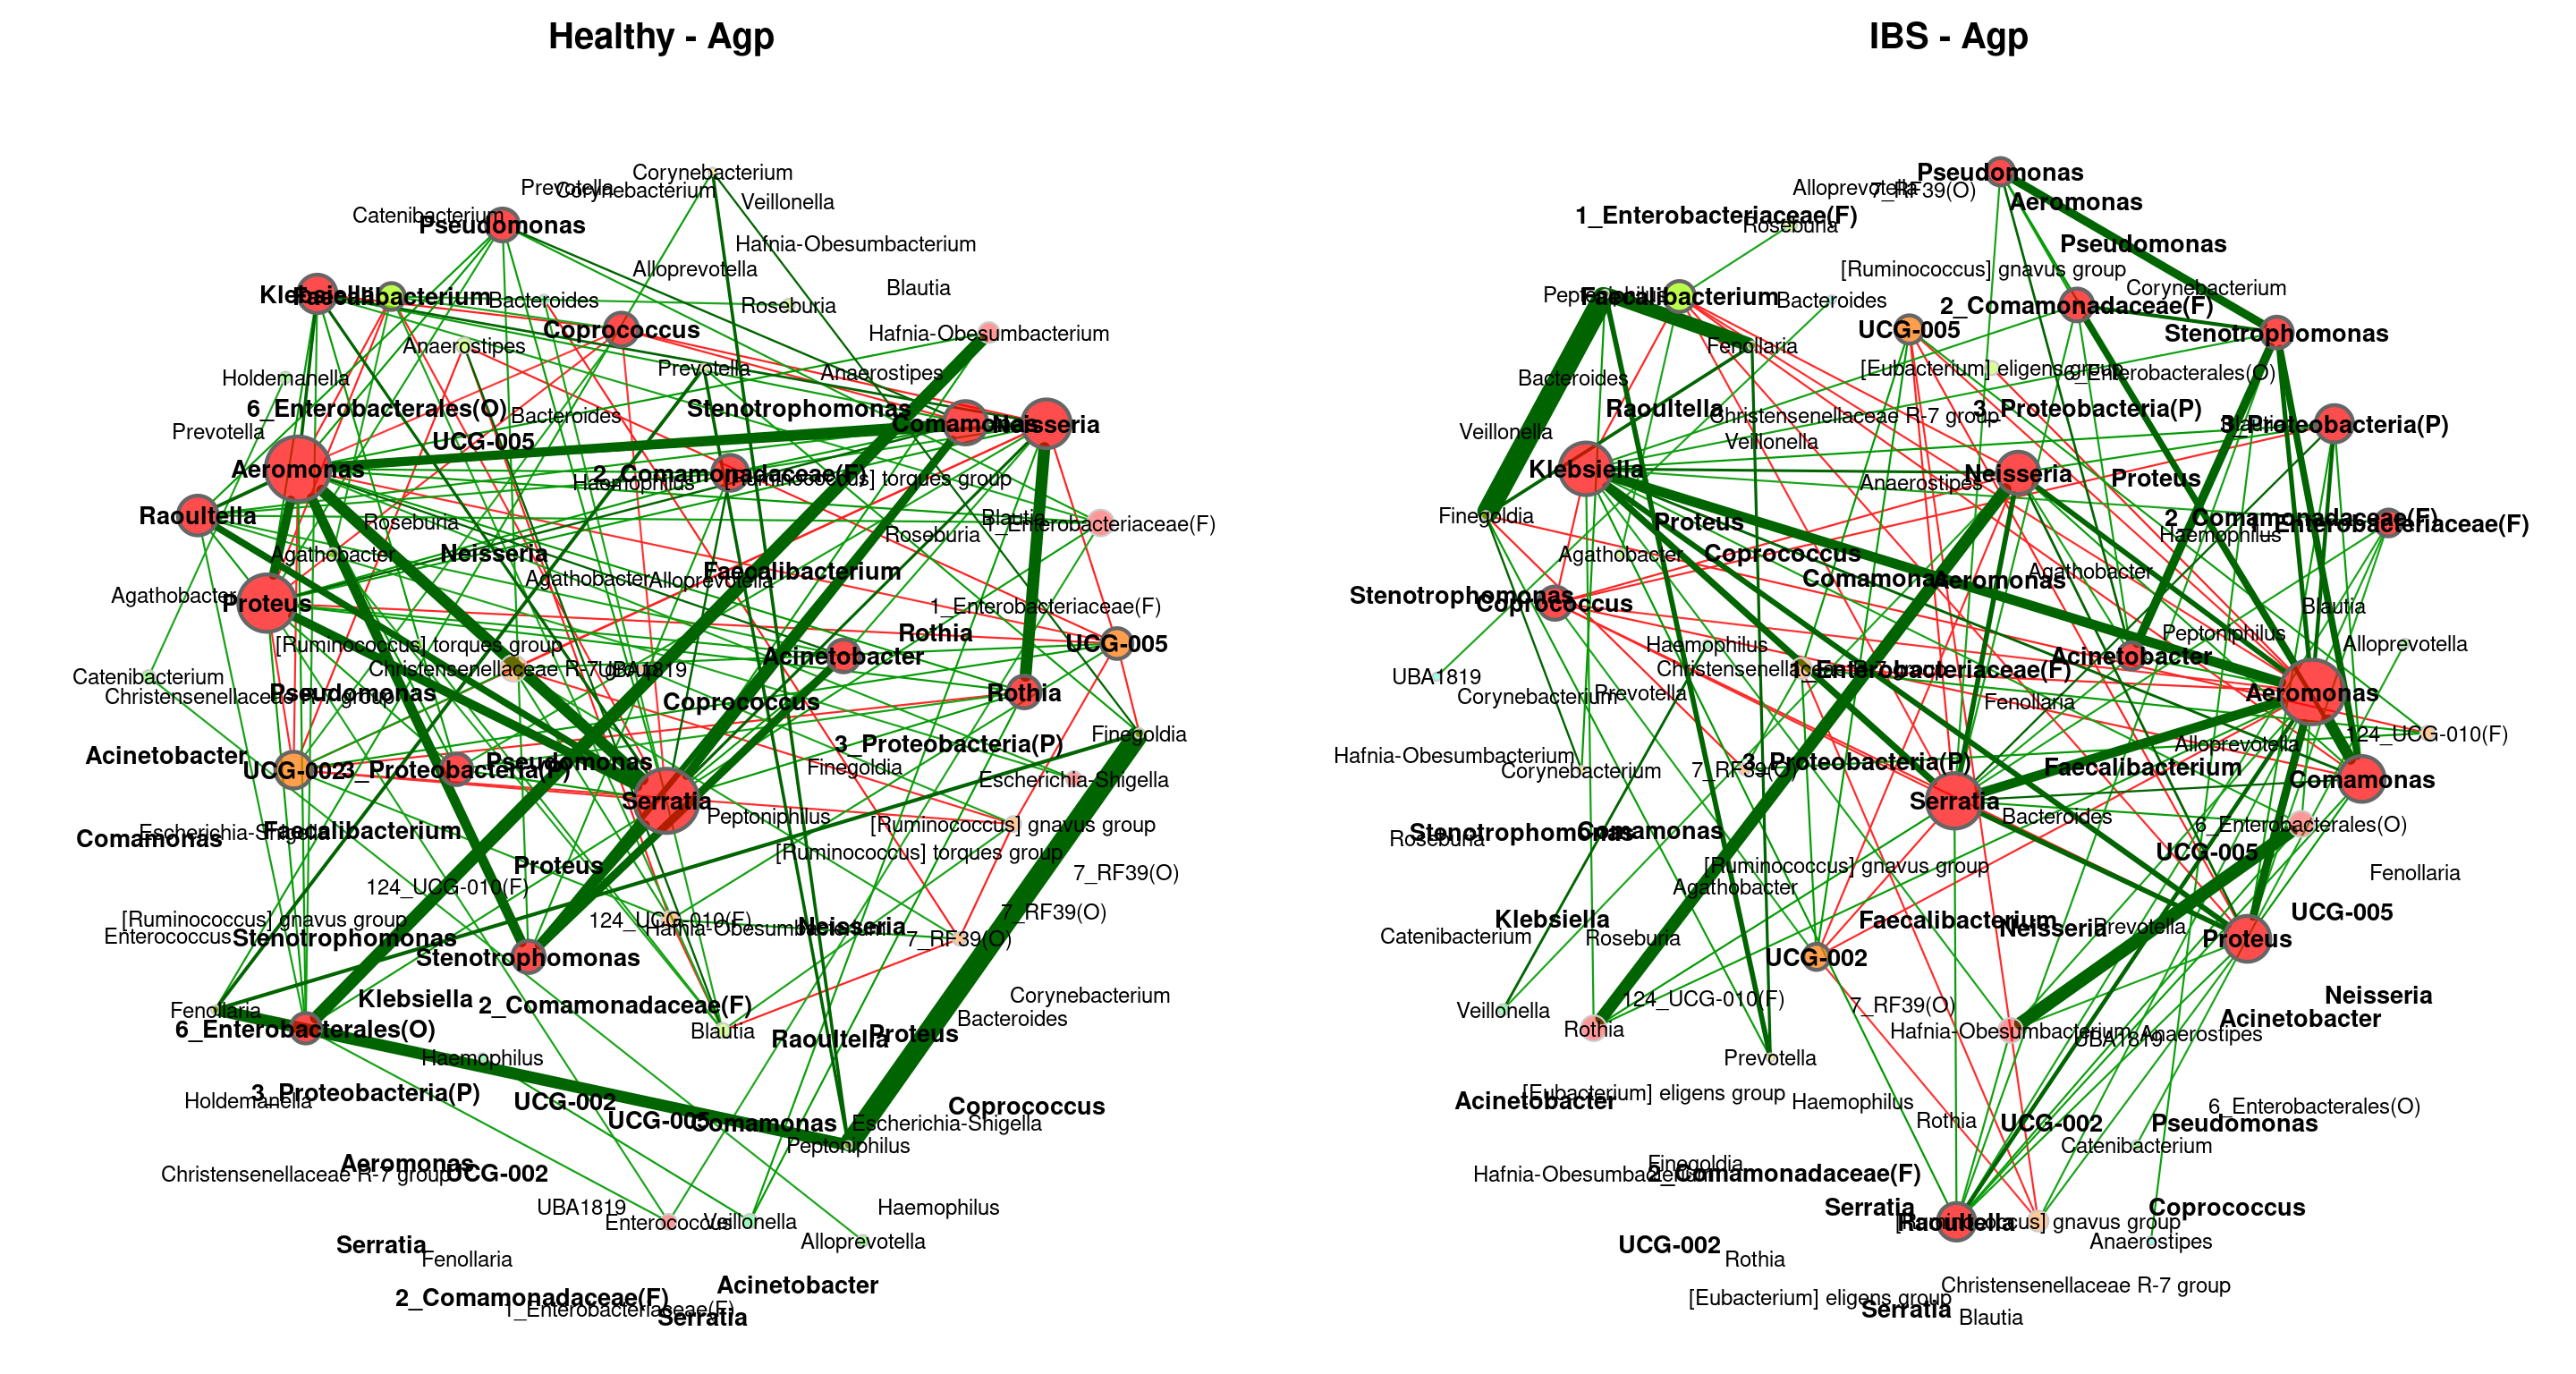 Healthy - Agp
Corynebacterium
Prevotella
Corynebacterium
Veillonella
Catenibacterium
Pseudomonas
Hafnia-Obesumbacterium
Alloprevotella
Blautia
Klebsiella
Faecalibacterium
Bacteroides
Roseburia
Coprococcus
Hafnia-Obesumbacterium
Anaerostipes
Prevotella
Anaerostipes
Holdemanella
6_Enterobacterales(O)
Bacteroides
Stenotrophomonas
Comamonas
Neisseria
Prevotella
UCG-005
Aeromonas
2_Comamonadaceae(F)
Haemophilus
[Ruminococcus] torques group
Raoultella
Roseburia
Blautia
1_Enterobacteriaceae(F)
Roseburia
Agathobacter
Neisseria
Agathobacter
Alloprevotella
Faecalibacterium
Agathobacter
Proteus
1_Enterobacteriaceae(F)
Rothia
UCG-005
[Ruminococcus] torques group
Acinetobacter
Christensenellaceae R-7 group
UBA1819
Catenibacterium
Christensenellaceae R-7 group
Pseudomonas
Coprococcus
Rothia
Finegoldia
3_Proteobacteria(P)
Acinetobacter
UCG-002
3_Proteobacteria(P)
Pseudomonas
Finegoldia
Escherichia-Shigella
Serratia
Peptoniphilus
[Ruminococcus] gnavus group
Comamonas
Escherichia-Shigella
Faecalibacterium
[Ruminococcus] torques group
Proteus
7_RF39(O)
124_UCG-010(F)
7_RF39(O)
[Ruminococcus] gnavus group
124_UCG-010(F)
Hafnia-Obesumbacterium
Neisseria
Enterococcus
Stenotrophomonas
7_RF39(O)
Stenotrophomonas
Corynebacterium
Fenollaria
Klebsiella
2_Comamonadaceae(F)
Bacteroides
6_Enterobacterales(O)
Blautia
Raoultella
Proteus
Haemophilus
3_Proteobacteria(P)
Holdemanella
UCG-002
Coprococcus
UCG-005
Comamonas
Escherichia-Shigella
Peptoniphilus
Aeromonas
Christensenellaceae R-7 group
UCG-002
UBA1819
Enterococcus
Veillonella
Haemophilus
Alloprevotella
Serratia
Fenollaria
Acinetobacter
2_Comamonadaceae(F)
1_Enterobacteriaceae(F)
Serratia
IBS - Agp
Pseudomonas
Alloprevotella
7_RF39(O)
Aeromonas
1_Enterobacteriaceae(F)
Roseburia
Pseudomonas
[Ruminococcus] gnavus group
Corynebacterium
Peptoniphilus
Faecalibacterium
Bacteroides
2_Comamonadaceae(F)
UCG-005
Stenotrophomonas
Fenollaria
[Eubacterium] eligens group
6_Enterobacterales(O)
Bacteroides
Raoultella
Christensenellaceae R-7 group
3_Proteobacteria(P)
Blautia
3_Proteobacteria(P)
Veillonella
Veillonella
Klebsiella
Neisseria
Anaerostipes
Proteus
Finegoldia
Proteus
2_Comamonadaceae(F)
1_Enterobacteriaceae(F)
Haemophilus
Agathobacter
Coprococcus
Comamonas
Aeromonas
Agathobacter
Stenotrophomonas
Coprococcus
Blautia
Haemophilus
Peptoniphilus
Alloprevotella
Acinetobacter
Christensenellaceae R-7 group
1_Enterobacteriaceae(F)
UBA1819
Corynebacterium
Prevotella
Fenollaria
Aeromonas
124_UCG-010(F)
Hafnia-Obesumbacterium
Alloprevotella
Corynebacterium
7_RF39(O)
3_Proteobacteria(P)
Faecalibacterium
Comamonas
Serratia
Bacteroides
6_Enterobacterales(O)
Roseburia
Stenotrophomonas
Comamonas
UCG-005
[Ruminococcus] gnavus group
Fenollaria
Agathobacter
UCG-005
Klebsiella
Faecalibacterium
Neisseria
Prevotella
Catenibacterium
Roseburia
Proteus
UCG-002
Neisseria
124_UCG-010(F)
7_RF39(O)
Veillonella
Acinetobacter
Rothia
Hafnia-Obesumbacterium
UBA1819
Anaerostipes
Prevotella
[Eubacterium] eligens group
Acinetobacter
Haemophilus
6_Enterobacterales(O)
Rothia
UCG-002
Pseudomonas
Catenibacterium
Finegoldia
Hafnia-Obesumbacterium
2_Comamonadaceae(F)
Serratia
Coprococcus
Raoultella
[Ruminococcus] gnavus group
Anaerostipes
UCG-002
Rothia
Christensenellaceae R-7 group
[Eubacterium] eligens group
Serratia
Blautia